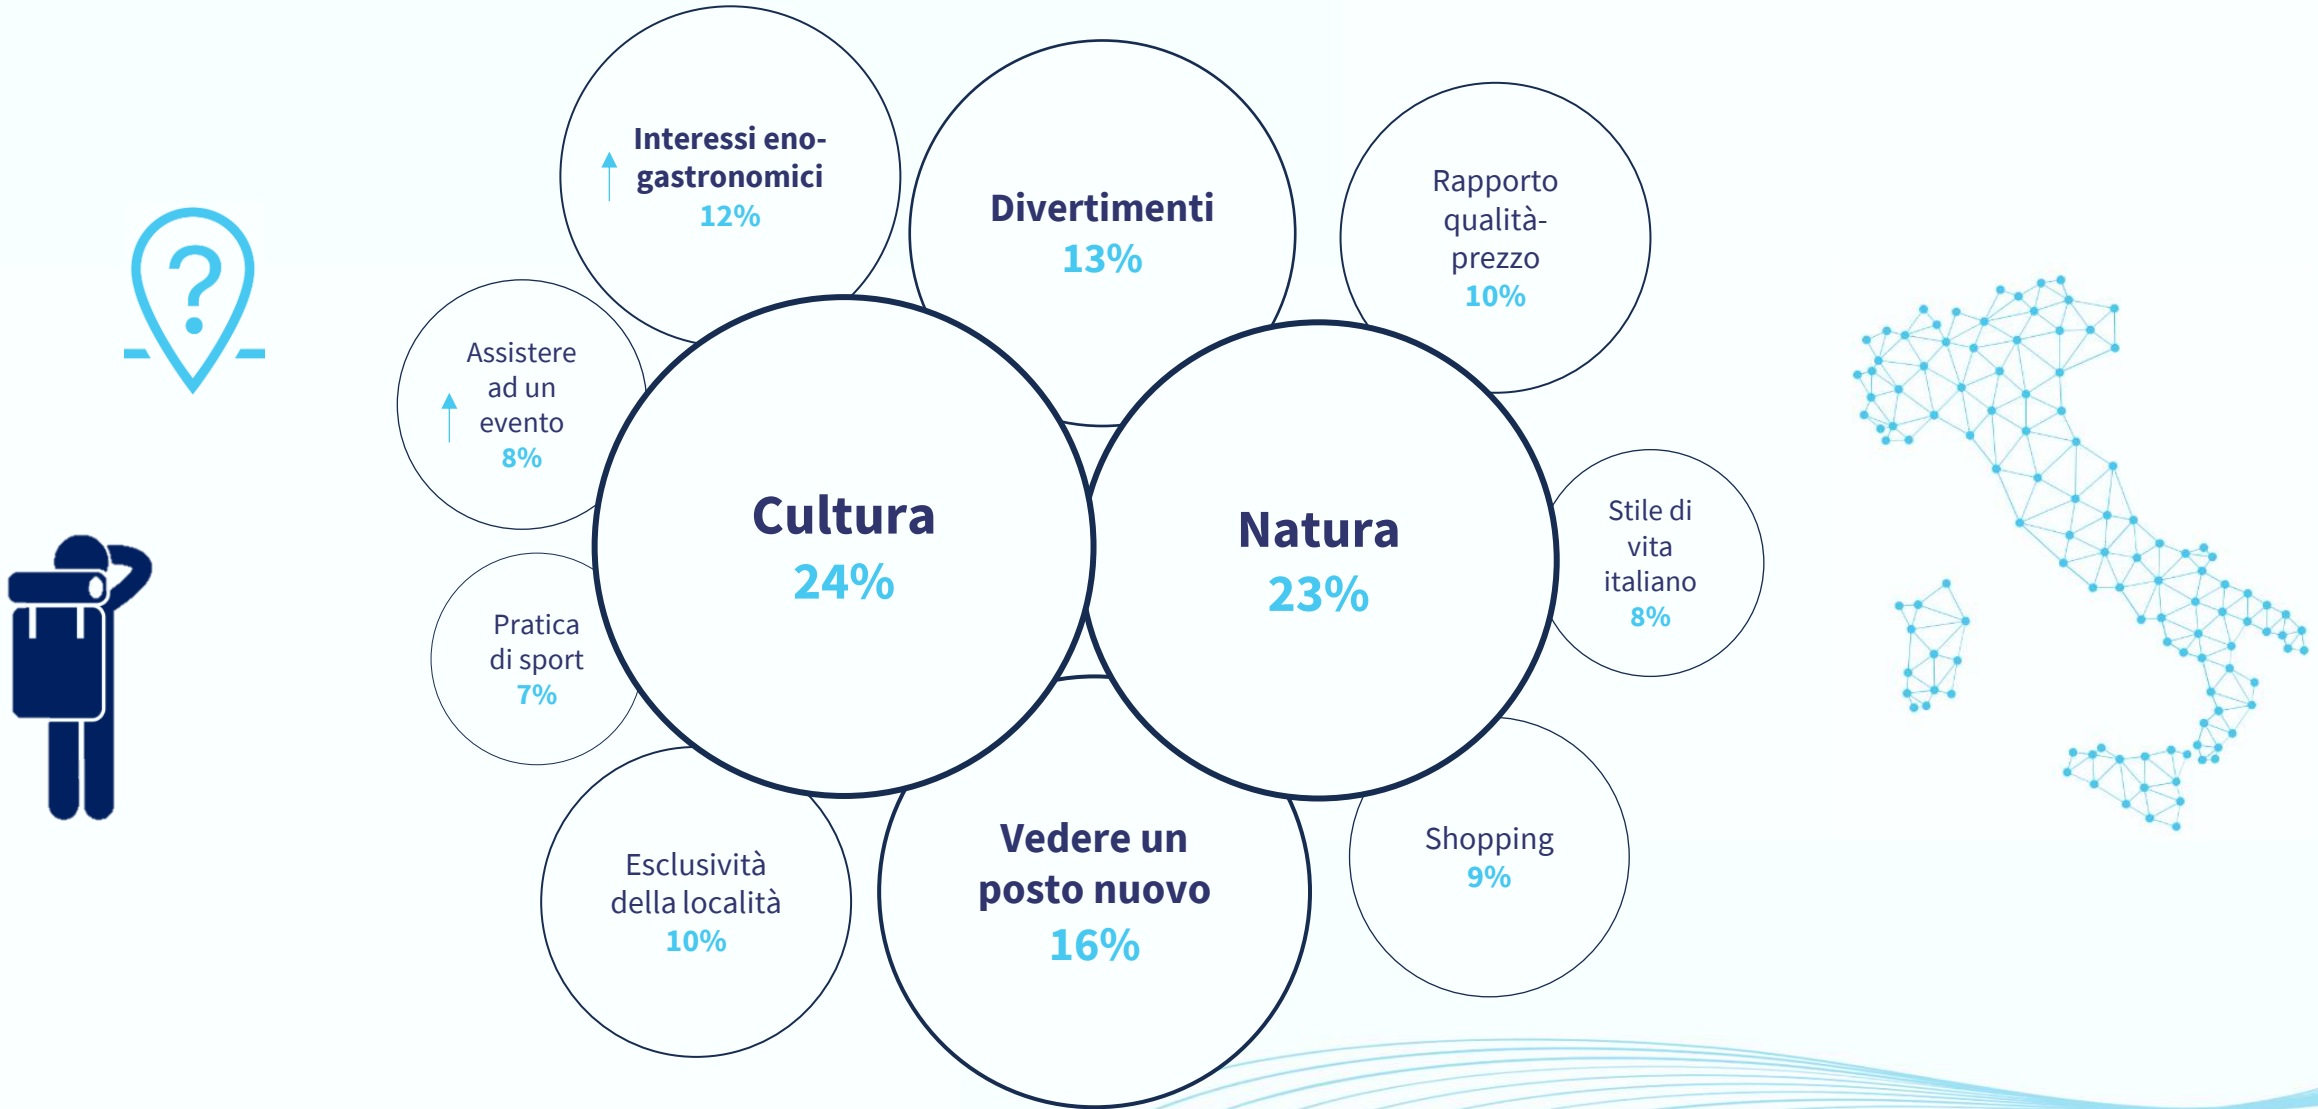 Interessi eno-
gastronomici
12%
Divertimenti
13%
Rapporto
qualità-
prezzo
10%
?
Assistere
ad un
evento
8%
Cultura
24%
Natura
23%
Stile di
vita
italiano
8%
Pratica
di sport
7%
Esclusività
della località
10%
Vedere un
posto nuovo
16%
Shopping
9%